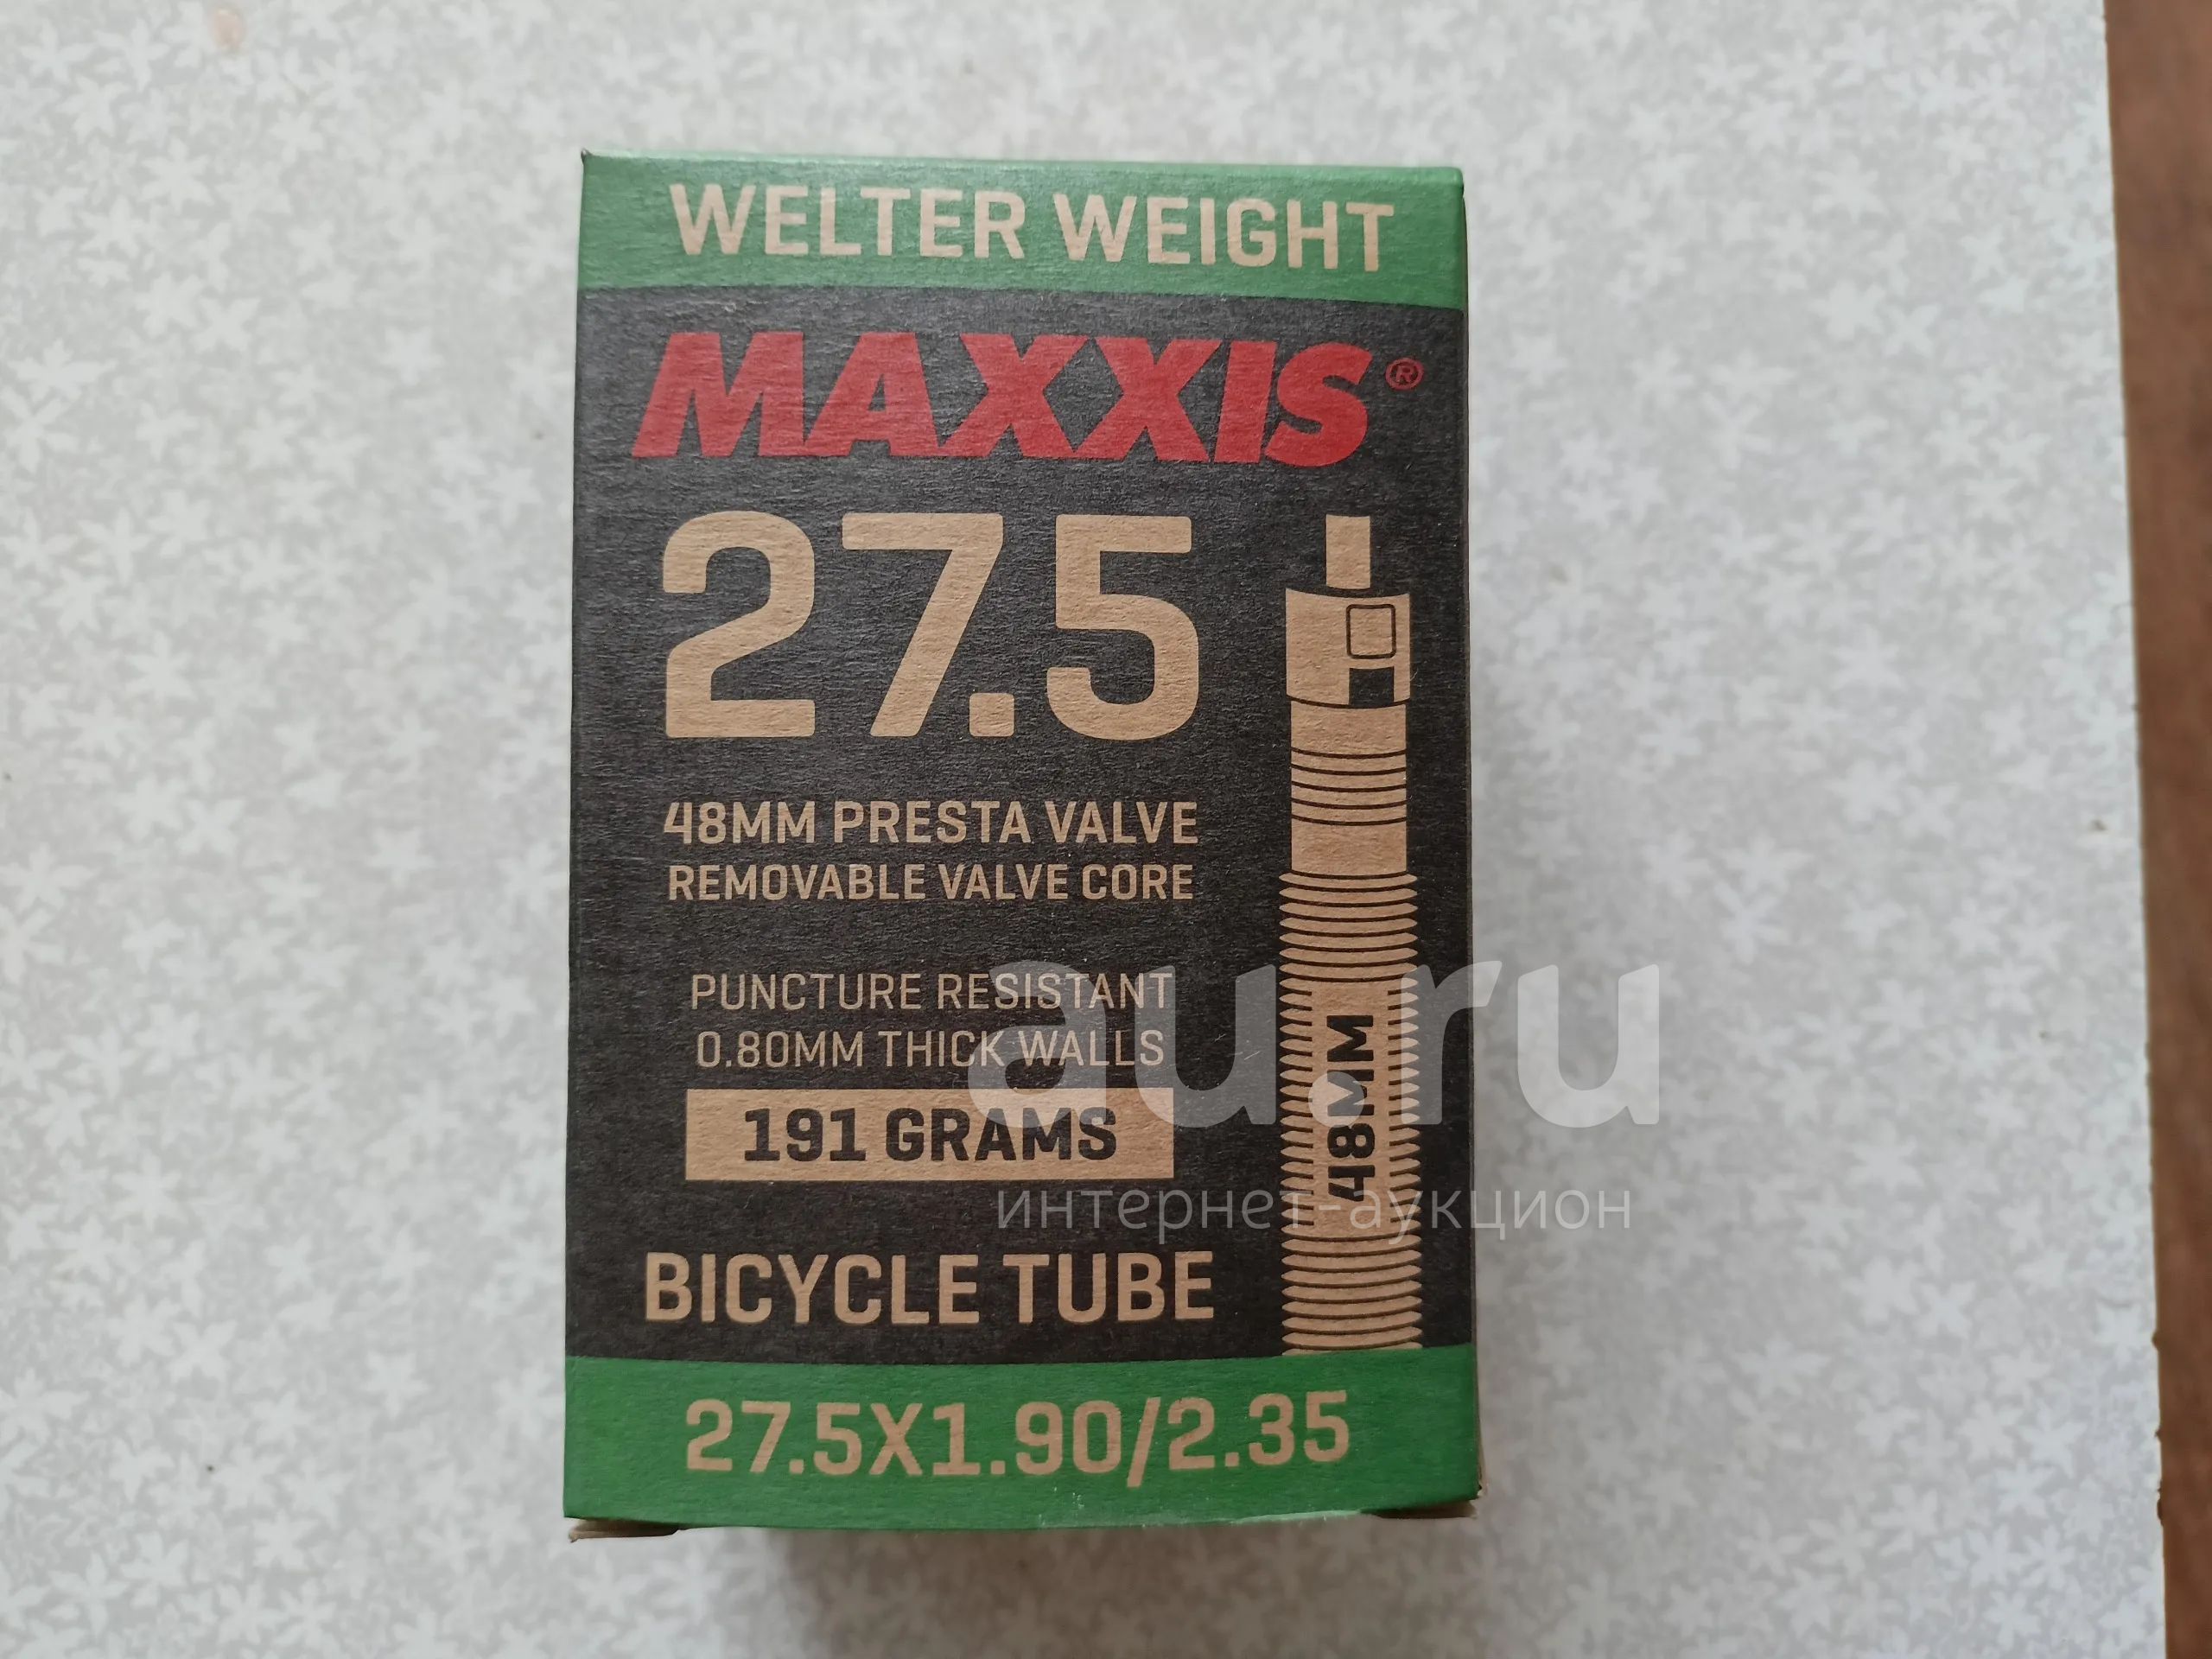 WELTER WEIGHT
MAXXIS®
27.5
48MM PRESTA VALVE
REMOVABLE VALVE CORE
PUNCTURE RESISTANT
0.80MM THICK WALLS
191 GRAMS
48MM
BICYCLE TUBE
27.5X1.90/2.35
au.ru
интернет-аукцион